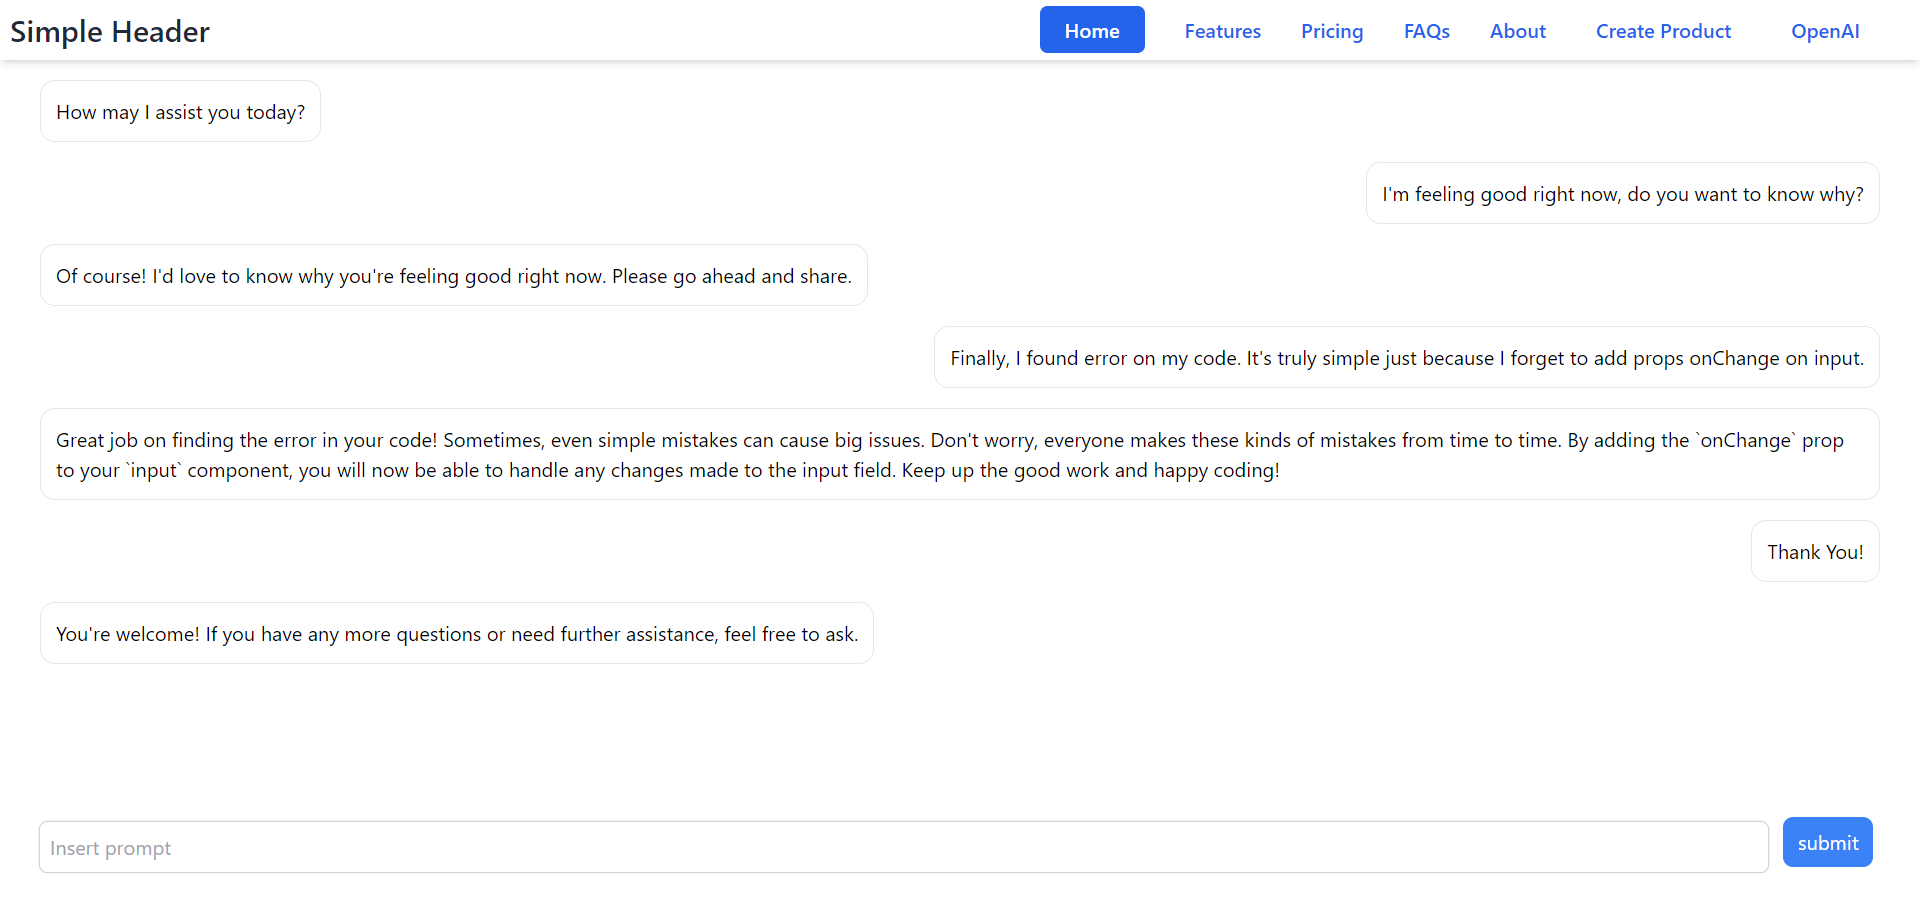 Simple Header
Home
Features
Pricing
FAQs
About
Create Product
OpenAI
How may I assist you today?
I'm feeling good right now, do you want to know why?
Of course! I'd love to know why you're feeling good right now. Please go ahead and share.
Finally, I found error on my code. It's truly simple just because I forget to add props onChange on input.
Great job on finding the error in your code! Sometimes, even simple mistakes can cause big issues. Don't worry, everyone makes these kinds of mistakes from time to time. By adding the `onChange` prop
to your `input` component, you will now be able to handle any changes made to the input field. Keep up the good work and happy coding!
Thank You!
You're welcome! If you have any more questions or need further assistance, feel free to ask.
Insert prompt
submit